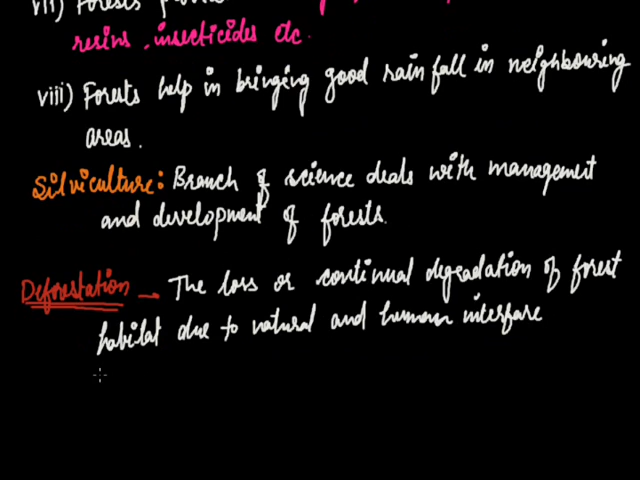 vii) Forests
resins, insecticides etc.
viii) Forests help in bringing good rainfall in neighbouring
areas.
Silviculture: Branch of science deals with management
and development of forests.
Deforestation – The loss or continual degradation of forest
habitat due to natural and human interfare